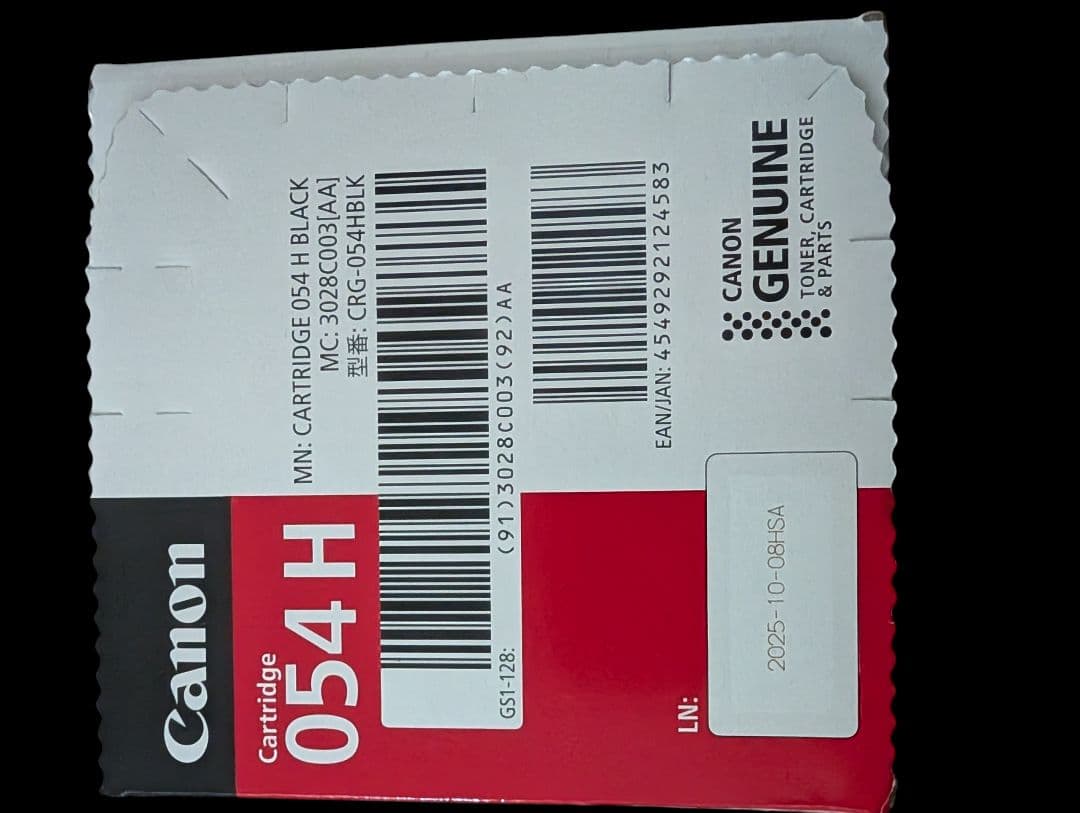 Canon
Cartridge
054 H
MN: CARTRIDGE 054 H BLACK
MC: 3028C003[AA]
型番: CRG-054HBLK
GS1-128:
(91)3028C003(92)AA
EAN/JAN: 4549292124583
LN:
2025-10-08HSA
CANON
GENUINE
TONER, CARTRIDGE
& PARTS